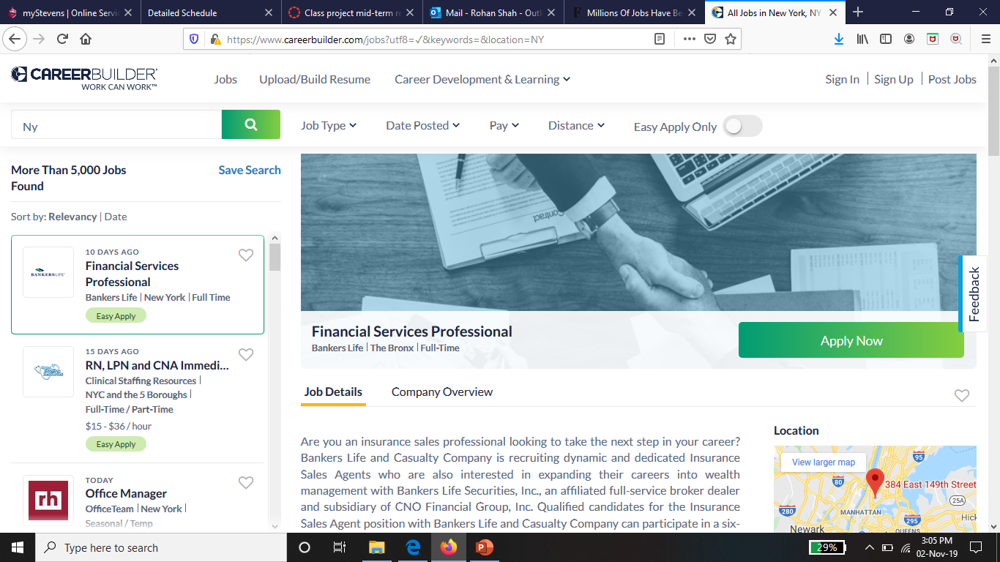 myStevens | Online Servi
Detailed Schedule
Class project mid-term re
Mail - Rohan Shah - Outl
Millions Of Jobs Have Be
All Jobs in New York, NY
https://www.careerbuilder.com/jobs?utf8=✓&keywords=&location=NY
CAREERBUILDER
WORK CAN WORK™
Jobs
Upload/Build Resume
Career Development & Learning
Sign In
Sign Up
Post Jobs
Ny
Job Type
Date Posted
Pay
Distance
Easy Apply Only
More Than 5,000 Jobs
Found
Save Search
Sort by: Relevancy | Date
10 DAYS AGO
Financial Services
Professional
BANKERS LIFE
Bankers Life | New York | Full Time
Easy Apply
15 DAYS AGO
RN, LPN and CNA Immedi...
Clinical Staffing Resources |
NYC and the 5 Boroughs |
Full-Time / Part-Time
$15 - $36 / hour
Easy Apply
TODAY
Office Manager
rh
OfficeTeam | New York |
Seasonal / Temp
Contract
Financial Services Professional
Bankers Life | The Bronx | Full-Time
Apply Now
Feedback
Job Details
Company Overview
Are you an insurance sales professional looking to take the next step in your career?
Bankers Life and Casualty Company is recruiting dynamic and dedicated Insurance
Sales Agents who are also interested in expanding their careers into wealth
management with Bankers Life Securities, Inc., an affiliated full-service broker dealer
and subsidiary of CNO Financial Group, Inc. Qualified candidates for the Insurance
Sales Agent position with Bankers Life and Casualty Company can participate in a six-
Location
View larger map
95
80
384 East 149th Street
25A
280
MANHATTAN
Hick
295
Newark
QUEENS
Type here to search
29%
3:05 PM
02-Nov-19